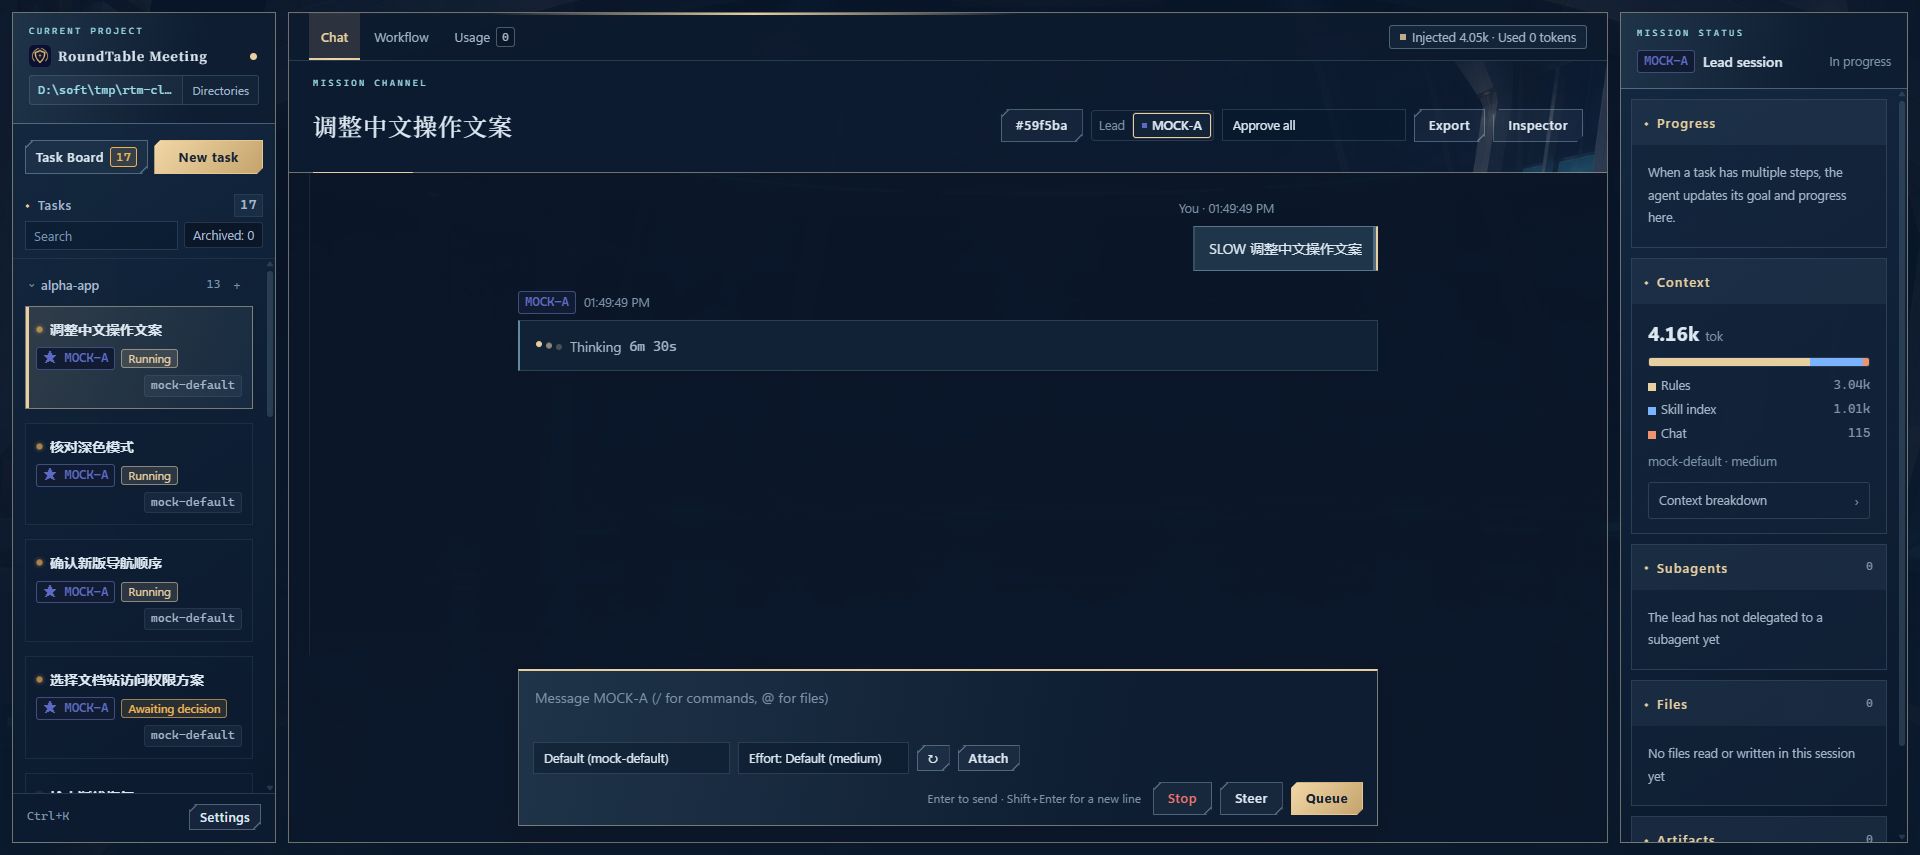 CURRENT PROJECT
RoundTable Meeting
D:\soft\tmp\rtm-cl… Directories
Task Board 17 New task
Tasks 17
Search Archived: 0
alpha-app 13 +
调整中文操作文案
MOCK-A Running
mock-default
核对深色模式
MOCK-A Running
mock-default
确认新版导航顺序
MOCK-A Running
mock-default
选择文档站访问权限方案
MOCK-A Awaiting decision
mock-default
Ctrl+K Settings
Chat Workflow Usage 0 Injected 4.05k · Used 0 tokens
MISSION CHANNEL
调整中文操作文案
#59f5ba Lead MOCK-A Approve all Export Inspector
You · 01:49:49 PM
SLOW 调整中文操作文案
MOCK-A 01:49:49 PM
Thinking 6m 30s
Message MOCK-A (/ for commands, @ for files)
Default (mock-default) Effort: Default (medium) ↻ Attach
Enter to send · Shift+Enter for a new line Stop Steer Queue
MISSION STATUS
MOCK-A Lead session In progress
Progress
When a task has multiple steps, the
agent updates its goal and progress
here.
Context
4.16k tok
Rules 3.04k
Skill index 1.01k
Chat 115
mock-default · medium
Context breakdown ›
Subagents 0
The lead has not delegated to a
subagent yet
Files 0
No files read or written in this session
yet
Artifacts 0